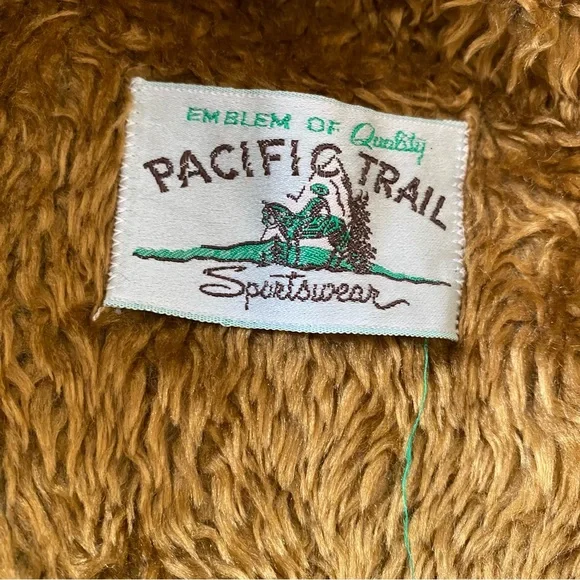 EMBLEM OF Quality
PACIFIC TRAIL
Sportswear